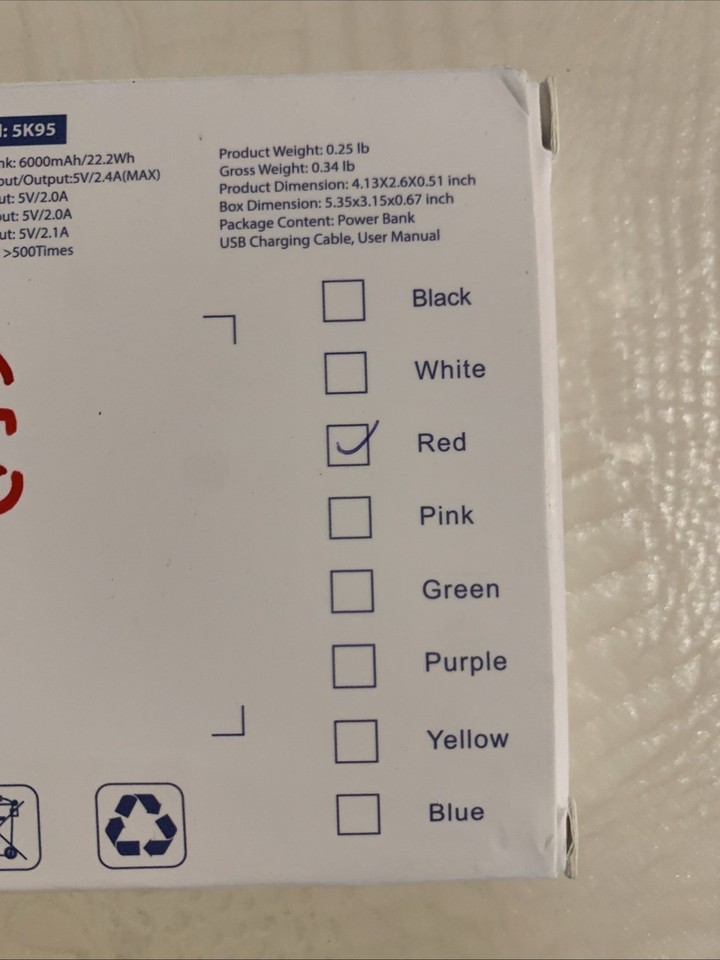 : 5K95
nk: 6000mAh/22.2Wh
out/Output:5V/2.4A(MAX)
ut: 5V/2.0A
out: 5V/2.0A
ut: 5V/2.1A
>500Times
Product Weight: 0.25 lb
Gross Weight: 0.34 lb
Product Dimension: 4.13X2.6X0.51 inch
Box Dimension: 5.35x3.15x0.67 inch
Package Content: Power Bank
USB Charging Cable, User Manual
Black
White
Red
Pink
Green
Purple
Yellow
Blue